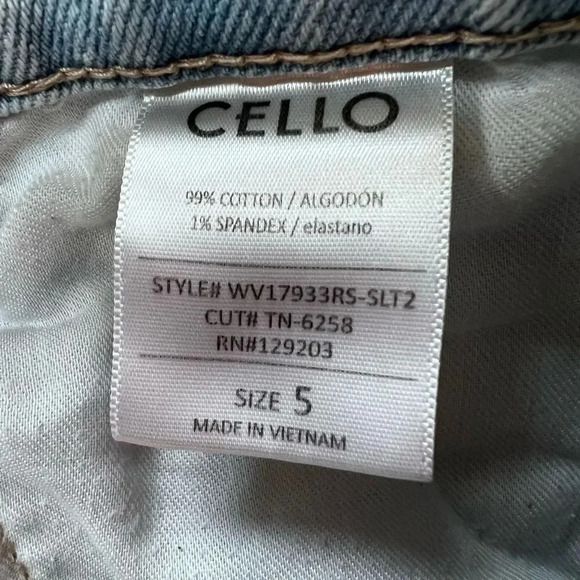 CELLO
99% COTTON / ALGODÓN
1% SPANDEX / elastano
STYLE# WV17933RS-SLT2
CUT# TN-6258
RN#129203
SIZE 5
MADE IN VIETNAM